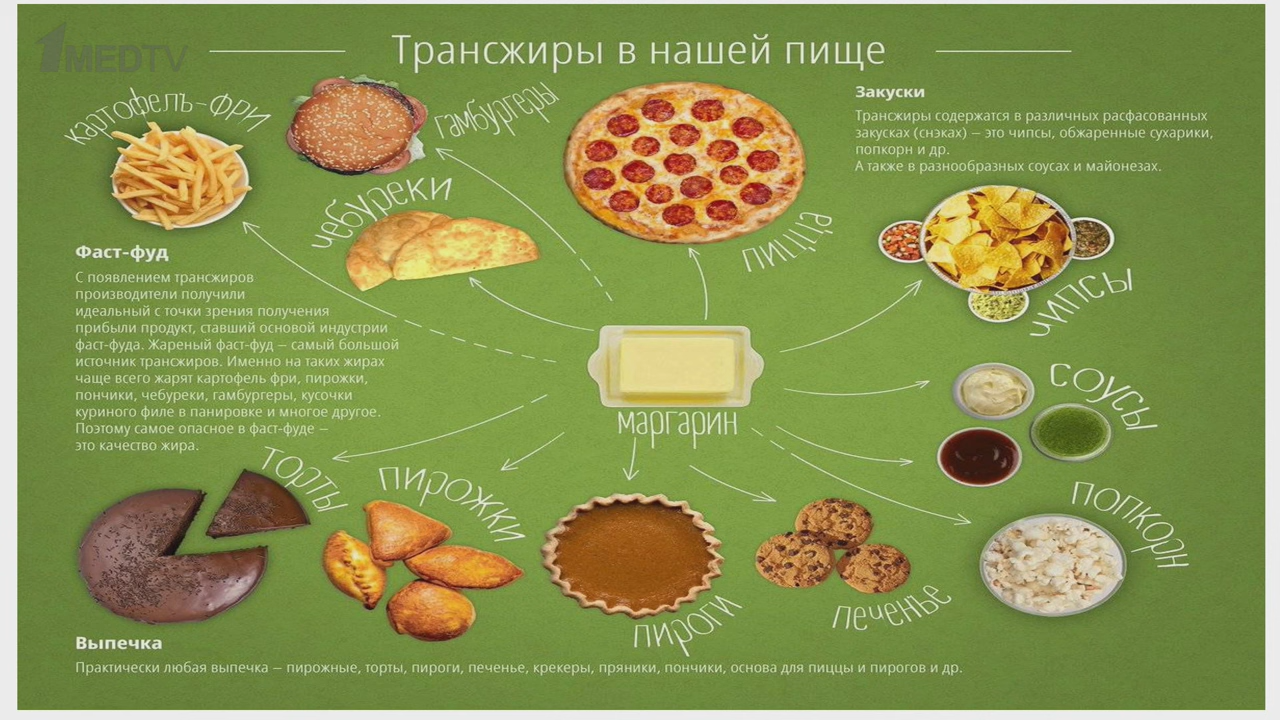 1MEDTV
Трансжиры в нашей пище
картофель-фри
гамбургеры
чебуреки
пицца
Закуски
Трансжиры содержатся в различных расфасованных
закусках (снэках) – это чипсы, обжаренные сухарики,
попкорн и др.
А также в разнообразных соусах и майонезах.
чипсы
Фаст-фуд
С появлением трансжиров
производители получили
идеальный с точки зрения получения
прибыли продукт, ставший основой индустрии
фаст-фуда. Жареный фаст-фуд – самый большой
источник трансжиров. Именно на таких жирах
чаще всего жарят картофель фри, пирожки,
пончики, чебуреки, гамбургеры, кусочки
куриного филе в панировке и многое другое.
Поэтому самое опасное в фаст-фуде –
это качество жира.
маргарин
соусы
торты
пирожки
попкорн
пироги
печенье
Выпечка
Практически любая выпечка – пирожные, торты, пироги, печенье, крекеры, пряники, пончики, основа для пиццы и пирогов и др.